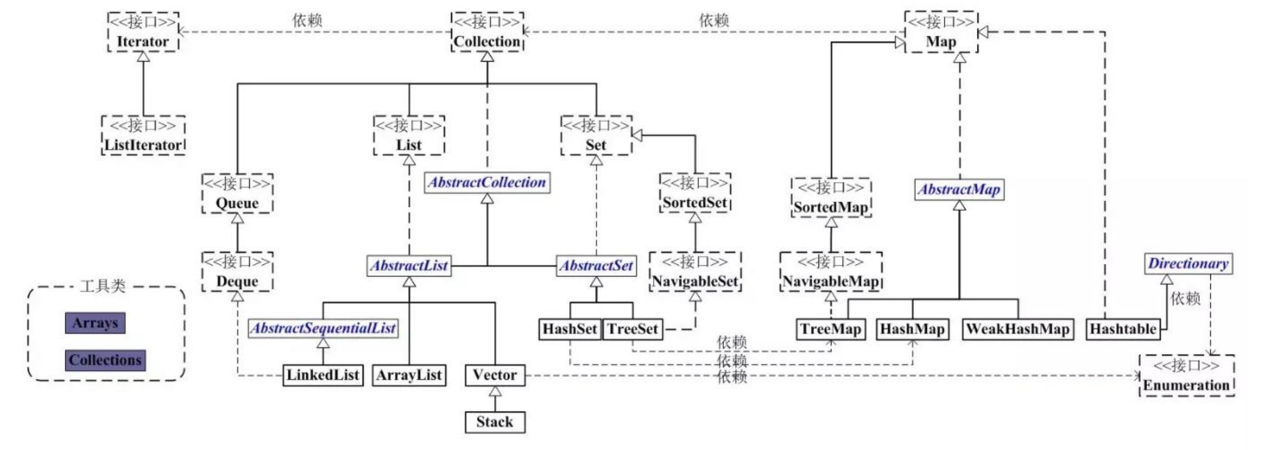 <<接口>>
Iterator
依赖
<<接口>>
Collection
依赖
<<接口>>
Map
<<接口>>
ListIterator
<<接口>>
List
<<接口>>
Set
<<接口>>
Queue
AbstractCollection
<<接口>>
SortedSet
<<接口>>
SortedMap
AbstractMap
<<接口>>
Deque
AbstractList
AbstractSet
<<接口>>
NavigableSet
<<接口>>
NavigableMap
Directionary
依赖
工具类
Arrays
Collections
AbstractSequentialList
HashSet
TreeSet
TreeMap
HashMap
WeakHashMap
Hashtable
依赖
依赖
依赖
LinkedList
ArrayList
Vector
<<接口>>
Enumeration
Stack